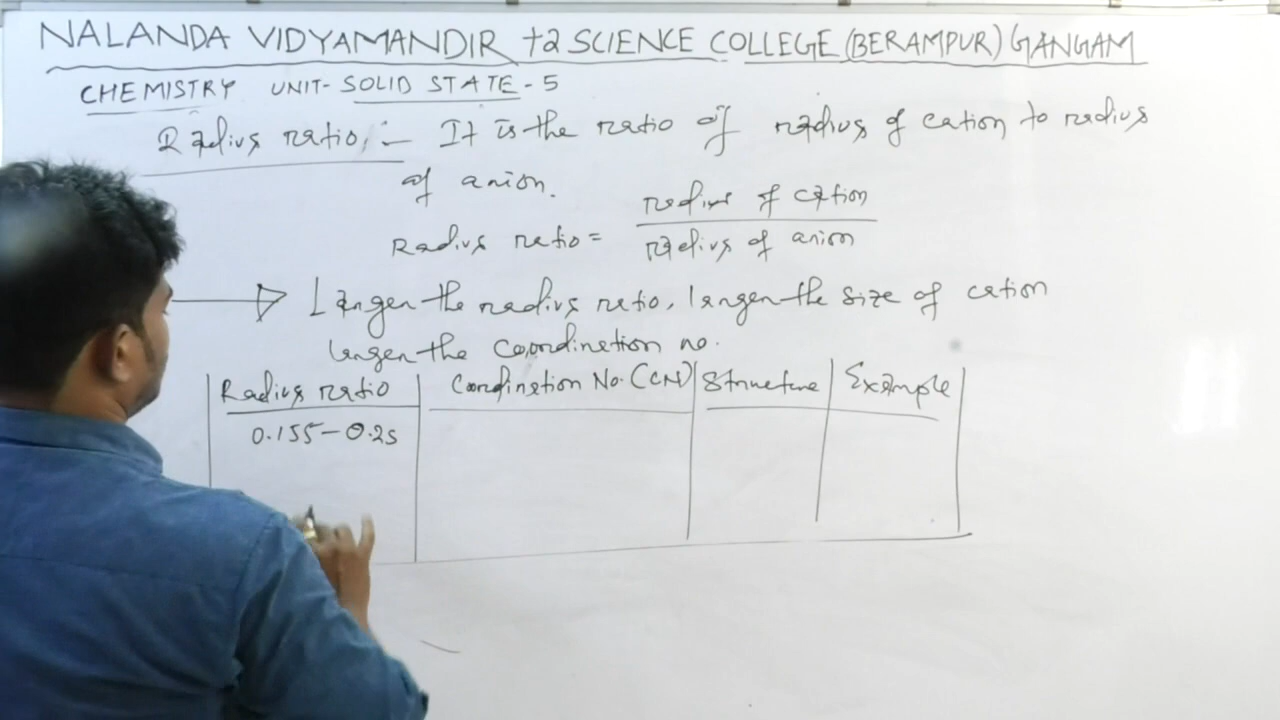 NALANDA VIDYAMANDIR +2 SCIENCE COLLEGE (BERAMPUR) GANGAM
CHEMISTRY UNIT- SOLID STATE - 5
Radius ratio :- It is the ratio of radius of cation to radius
of anion.
Radius ratio = radius of cation
radius of anion
→ Larger the radius ratio, larger the size of cation
larger the coordination no.
Radius ratio Coordination No. (CN) Structure Example
0.155-0.25